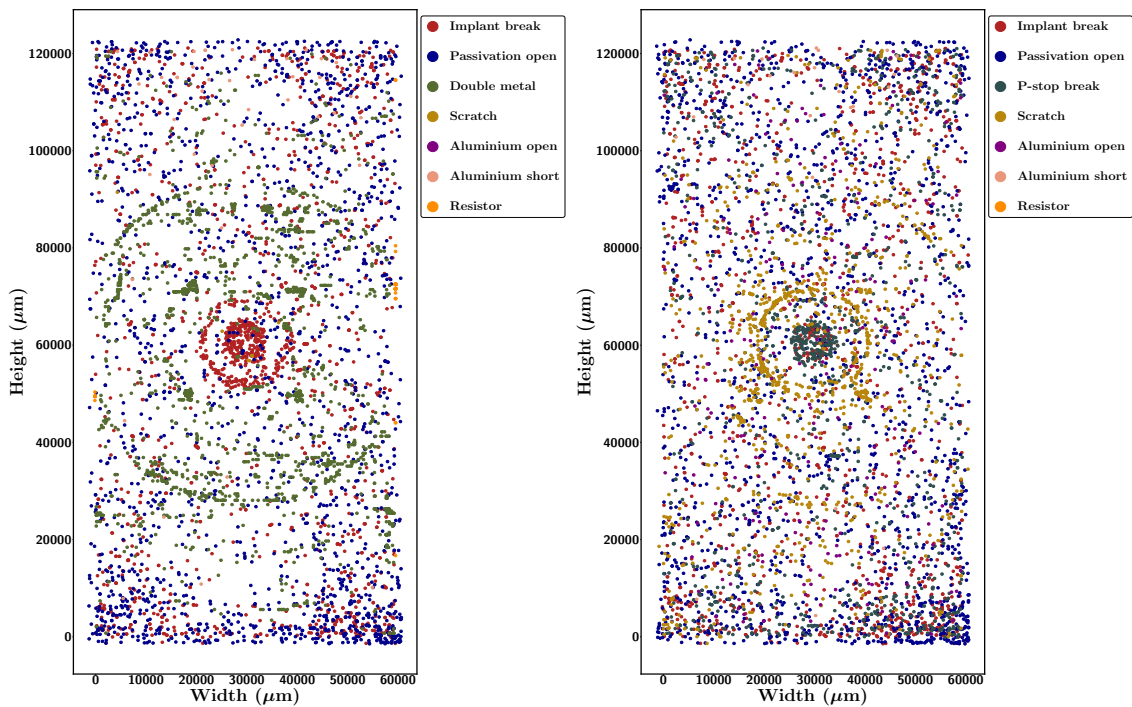 120000
100000
80000
60000
40000
20000
0
Height (μm)
0 10000 20000 30000 40000 50000 60000
Width (μm)
Implant break
Passivation open
Double metal
Scratch
Aluminium open
Aluminium short
Resistor
120000
100000
80000
60000
40000
20000
0
Height (μm)
0 10000 20000 30000 40000 50000 60000
Width (μm)
Implant break
Passivation open
P-stop break
Scratch
Aluminium open
Aluminium short
Resistor